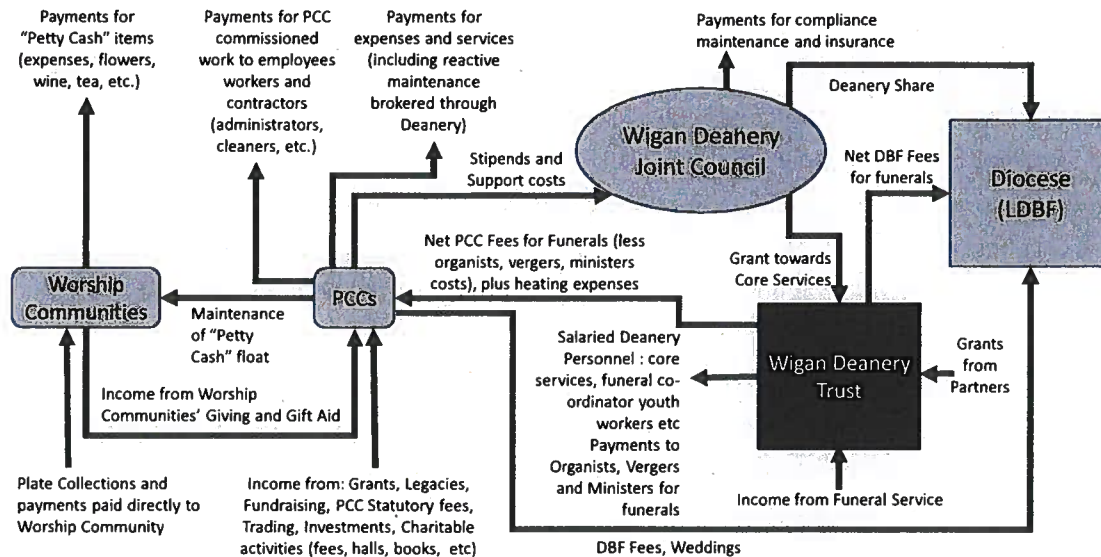 Payments for
"Petty Cash" items
(expenses, flowers,
wine, tea, etc.)
Payments for PCC
commissioned
work to employees
workers and
contractors
(administrators,
cleaners, etc.)
Payments for
expenses and services
(including reactive
maintenance
brokered through
Deanery)
Payments for compliance
maintenance and insurance
Deanery Share
Wigan Deanery
Joint Council
Stipends and
Support costs
Net DBF Fees
for funerals
Diocese
(LDBF)
Net PCC Fees for Funerals (less
organists, vergers, ministers
costs), plus heating expenses
Grant towards
Core Services
Worship
Communities
PCCs
Maintenance
of "Petty
Cash" float
Salaried Deanery
Personnel : core
services, funeral co-
ordinator youth
workers etc
Payments to
Organists, Vergers
and Ministers for
funerals
Wigan Deanery
Trust
Grants
from
Partners
Income from Worship
Communities' Giving and Gift Aid
Plate Collections and
payments paid directly to
Worship Community
Income from: Grants, Legacies,
Fundraising, PCC Statutory fees,
Trading, Investments, Charitable
activities (fees, halls, books, etc)
Income from Funeral Service
DBF Fees, Weddings